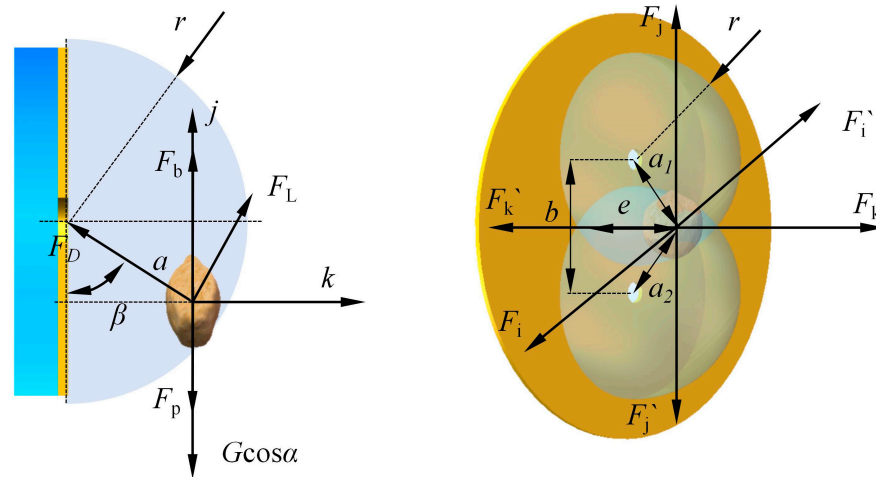 r
j
F_b
F_L
F_D
a
k
β
F_p
Gcosα
F_j
r
F_i`
a_1
F_k`
b
e
F_k
a_2
F_i
F_j`